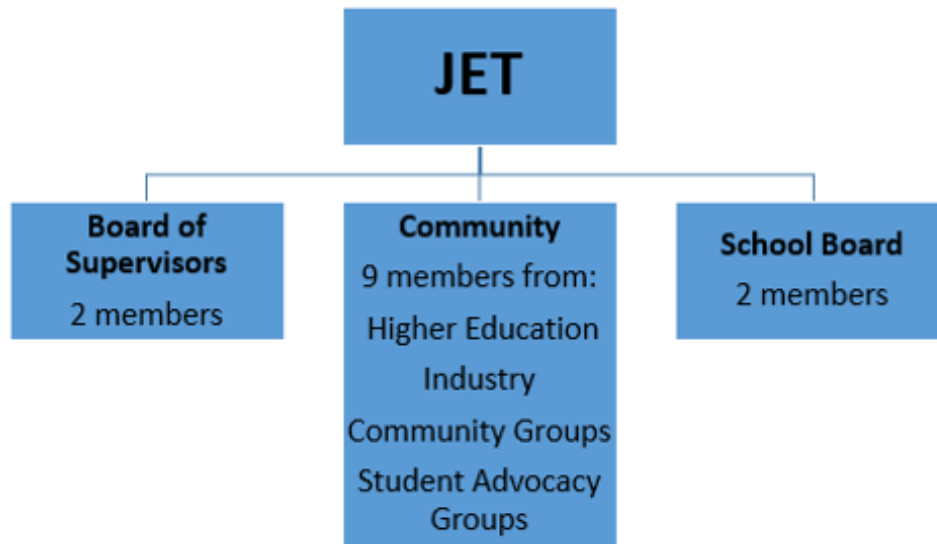 JET
Board of
Supervisors
2 members
Community
9 members from:
Higher Education
Industry
Community Groups
Student Advocacy
Groups
School Board
2 members